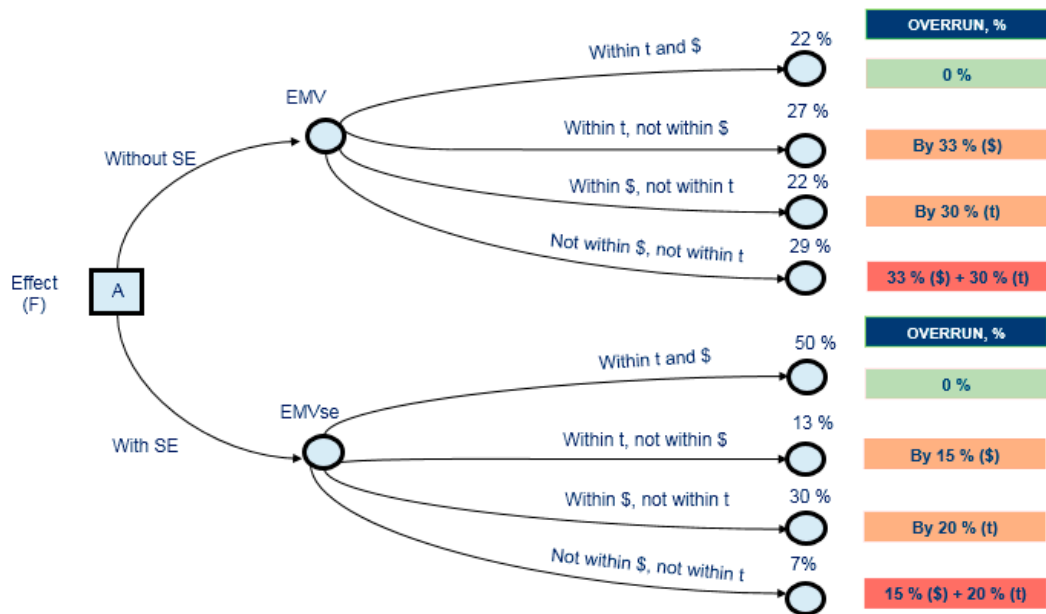 OVERRUN, %
22 %
Within t and $
0 %
EMV
27 %
Within t, not within $
By 33 % ($)
Without SE
22 %
Within $, not within t
By 30 % (t)
Not within $, not within t
29 %
33 % ($) + 30 % (t)
Effect
(F)
A
OVERRUN, %
50 %
Within t and $
0 %
EMVse
13 %
Within t, not within $
By 15 % ($)
With SE
30 %
Within $, not within t
By 20 % (t)
Not within $, not within t
7%
15 % ($) + 20 % (t)